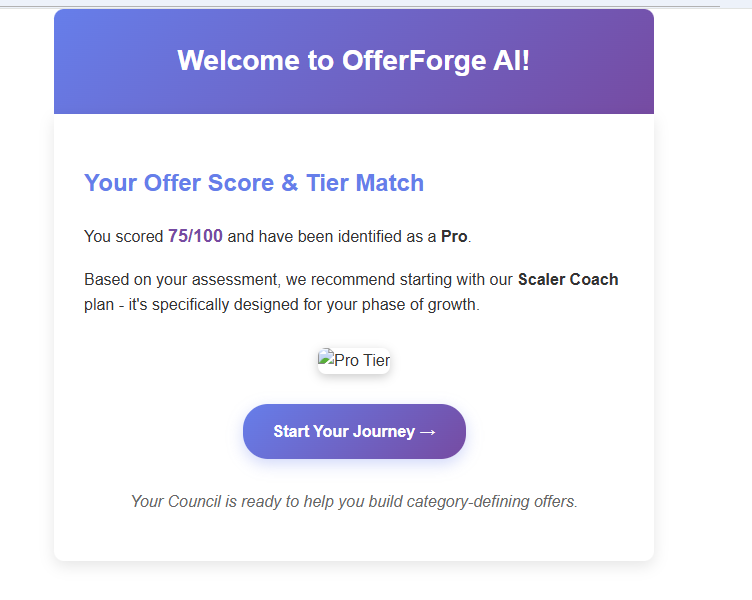 Welcome to OfferForge AI!
Your Offer Score & Tier Match
You scored 75/100 and have been identified as a Pro.
Based on your assessment, we recommend starting with our Scaler Coach
plan - it's specifically designed for your phase of growth.
Pro Tier
Start Your Journey →
Your Council is ready to help you build category-defining offers.